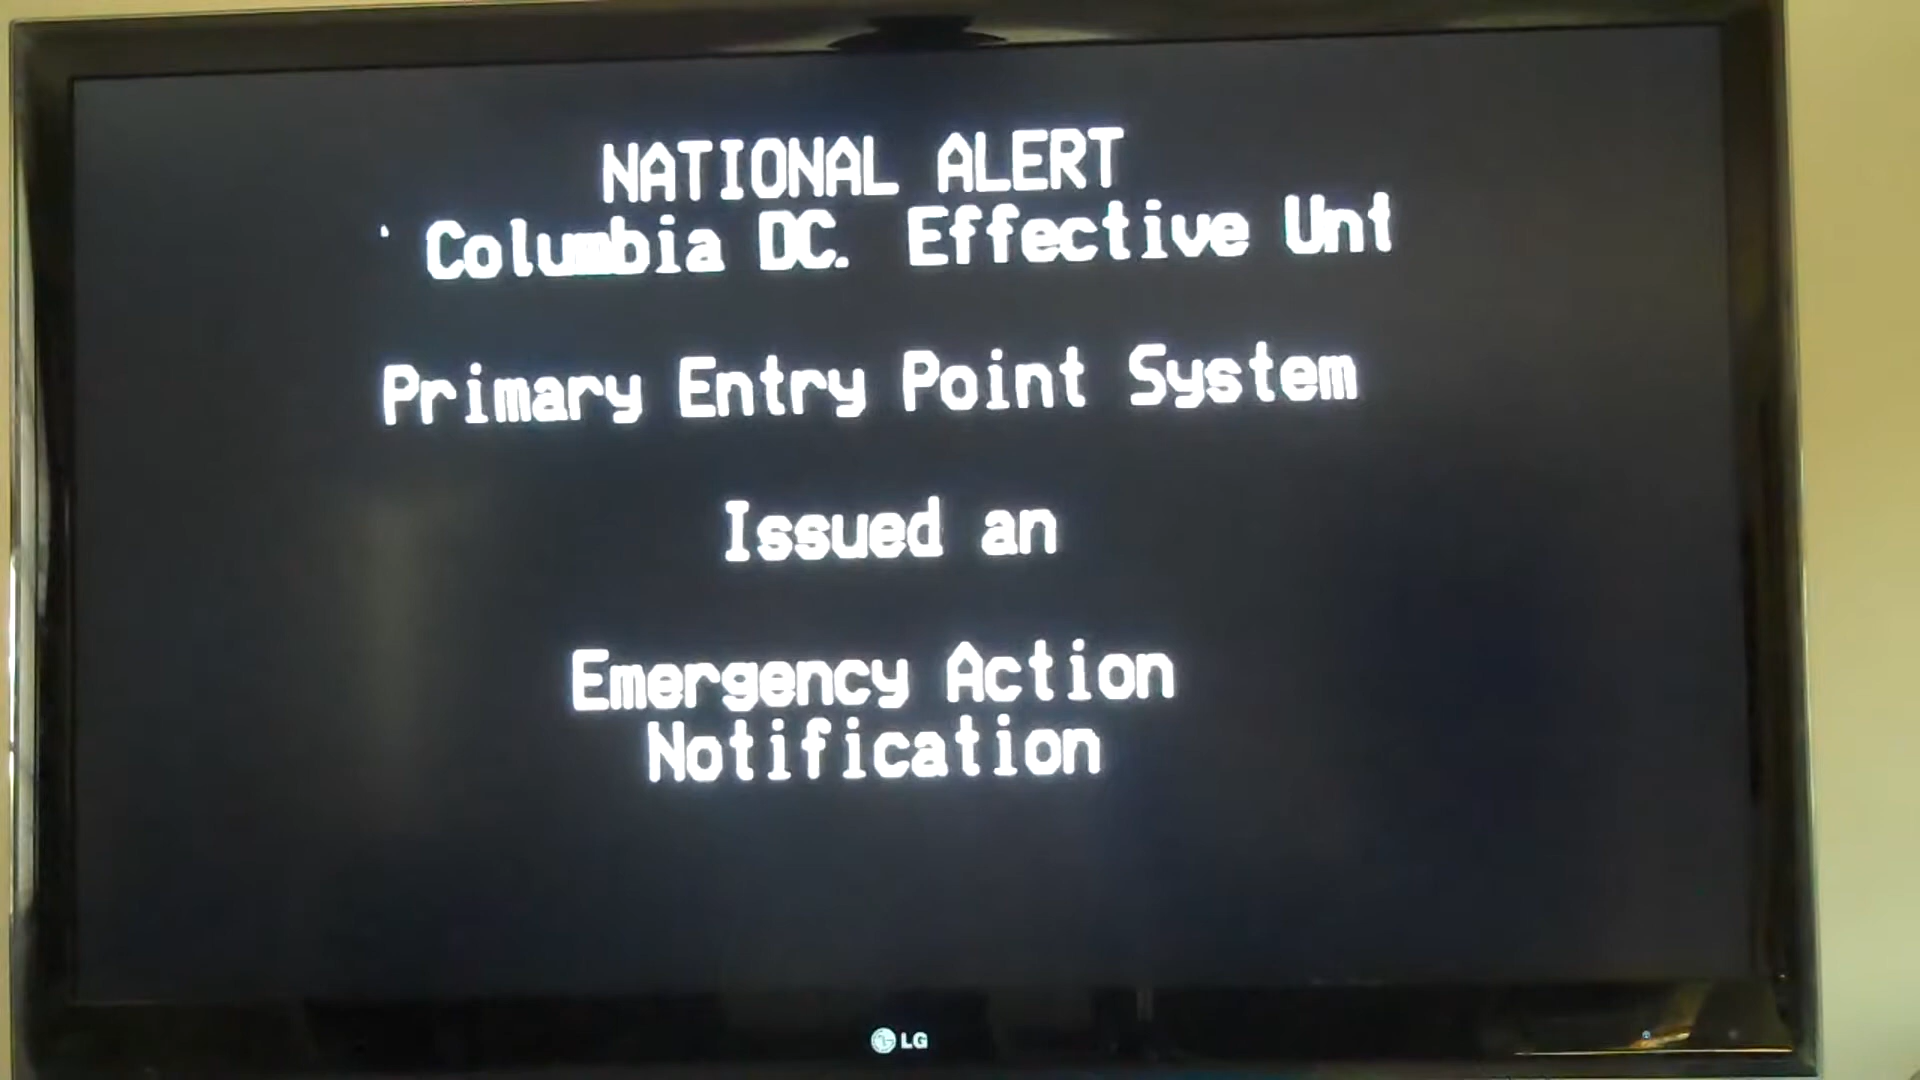 NATIONAL ALERT
Columbia DC. Effective Unt
Primary Entry Point System
Issued an
Emergency Action
Notification
LG